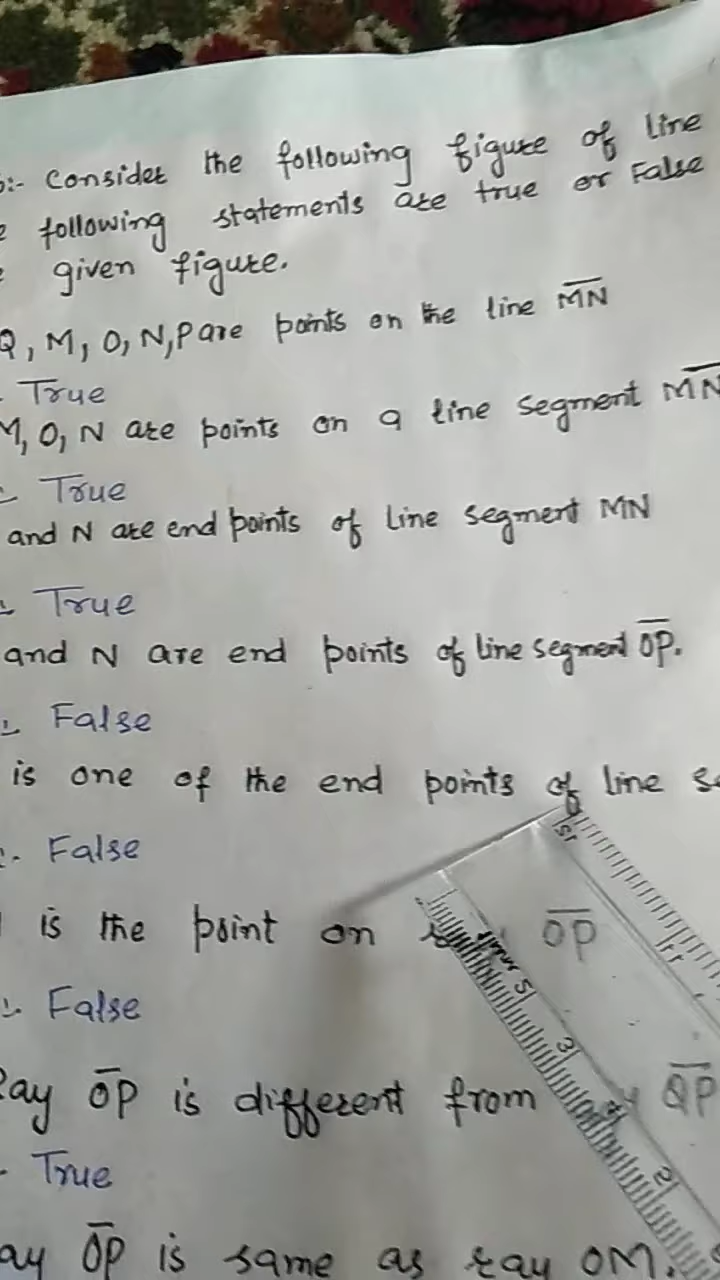 :- Consider the following figure of line
following statements are true or False
given figure.
Q, M, O, N, P are points on the line MN
True
M, O, N are points on a line segment MN
True
and N are end points of line segment MN
True
and N are end points of line segment OP.
False
is one of the end points of line
False
is the point on OP
False
Ray OP is different from QP
True
ay OP is same as ray OM.